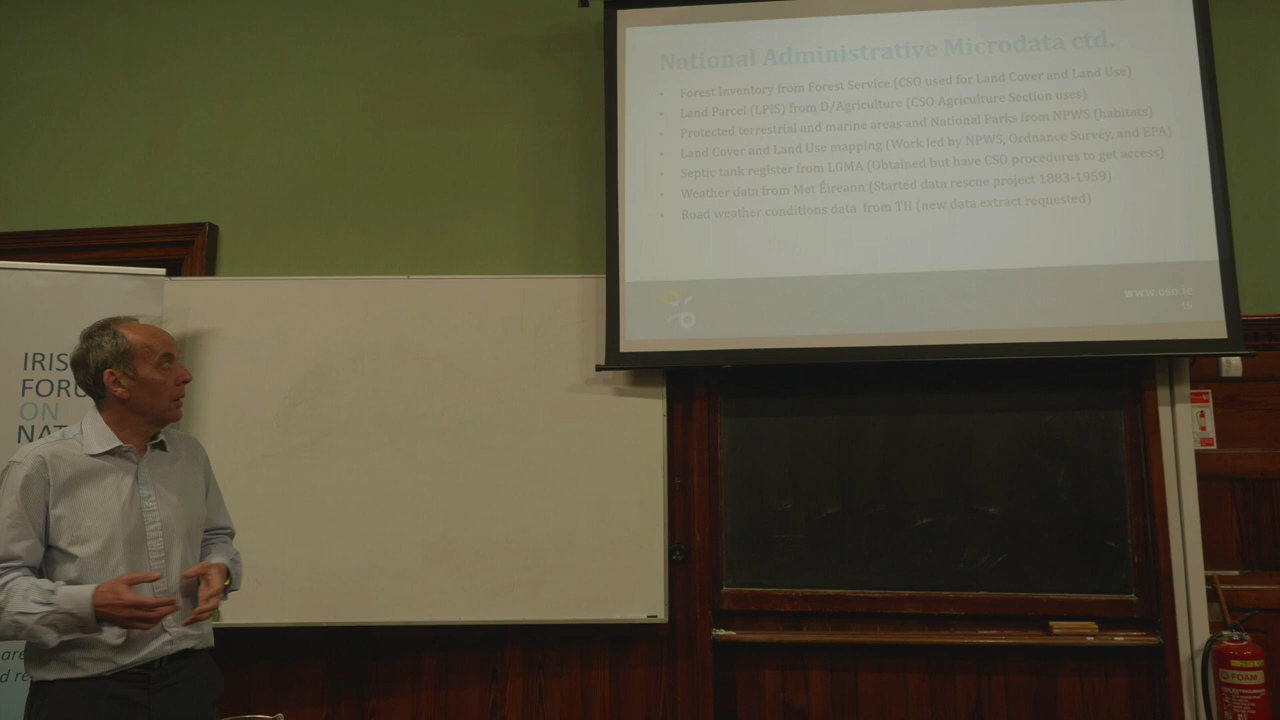 National Administrative Microdata ctd.
• Forest Inventory from Forest Service (CSO used for Land Cover and Land Use)
• Land Parcel (LPIS) from D/Agriculture (CSO Agriculture Section uses)
• Protected terrestrial and marine areas and National Parks from NPWS (habitats)
• Land Cover and Land Use mapping (Work led by NPWS, Ordnance Survey, and EPA)
• Septic tank register from LGMA (Obtained but have CSO procedures to get access)
• Weather data from Met Éireann (Started data rescue project 1883-1959)
• Road weather conditions data from TII (new data extract requested)
www.cso.ie
IRIS
FORU
ON
NAT
are
d re
FOAM